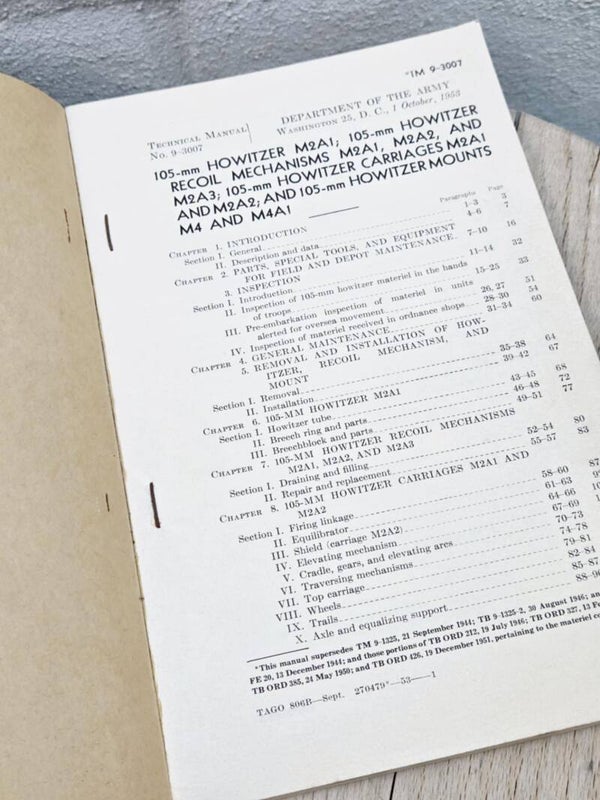 *TM 9-3007
TECHNICAL MANUAL
No. 9-3007
DEPARTMENT OF THE ARMY
WASHINGTON 25, D. C., 1 October, 1953
105-mm HOWITZER M2A1; 105-mm HOWITZER
RECOIL MECHANISMS M2A1, M2A2, AND
M2A3; 105-mm HOWITZER CARRIAGES M2A1
AND M2A2; AND 105-mm HOWITZER MOUNTS
M4 AND M4A1
Paragraphs Page
CHAPTER 1. INTRODUCTION
Section I. General 1-3 3
II. Description and data 4-6 7
CHAPTER 2. PARTS, SPECIAL TOOLS, AND EQUIPMENT
FOR FIELD AND DEPOT MAINTENANCE 7-10 16
3. INSPECTION
Section I. Introduction 11-14 32
II. Inspection of 105-mm howitzer materiel in the hands
of troops 15-25 33
III. Pre-embarkation inspection of materiel in units
alerted for oversea movement 26, 27 51
IV. Inspection of materiel received in ordnance shops 28-30 54
CHAPTER 4. GENERAL MAINTENANCE 31-34 60
5. REMOVAL AND INSTALLATION OF HOW-
ITZER, RECOIL MECHANISM, AND
MOUNT
Section I. Removal 35-38 64
II. Installation 39-42 67
CHAPTER 6. 105-MM HOWITZER M2A1
Section I. Howitzer tube 43-45 68
II. Breech ring and parts 46-48 72
III. Breechblock and parts 49-51 77
CHAPTER 7. 105-MM HOWITZER RECOIL MECHANISMS
M2A1, M2A2, AND M2A3
Section I. Draining and filling 52-54 80
II. Repair and replacement 55-57 83
CHAPTER 8. 105-MM HOWITZER CARRIAGES M2A1 AND
M2A2
Section I. Firing linkage 58-60 87
II. Equilibrator 61-63
III. Shield (carriage M2A2) 64-66
IV. Elevating mechanism 67-69
V. Cradle, gears, and elevating arcs 70-73
VI. Traversing mechanisms 74-78
VII. Top carriage 79-81
VIII. Wheels 82-84
IX. Trails 85-87
X. Axle and equalizing support
*This manual supersedes TM 9-1325, 21 September 1944; TB 9-1325-2, 30 August 1946; and
FE 20, 13 December 1944; and those portions of TB ORD 212, 19 July 1946; TB ORD 327, 13 Fe
TB ORD 385, 24 May 1950; and TB ORD 426, 19 December 1951, pertaining to the materiel co
TAGO 806B—Sept. 270479°—53——1